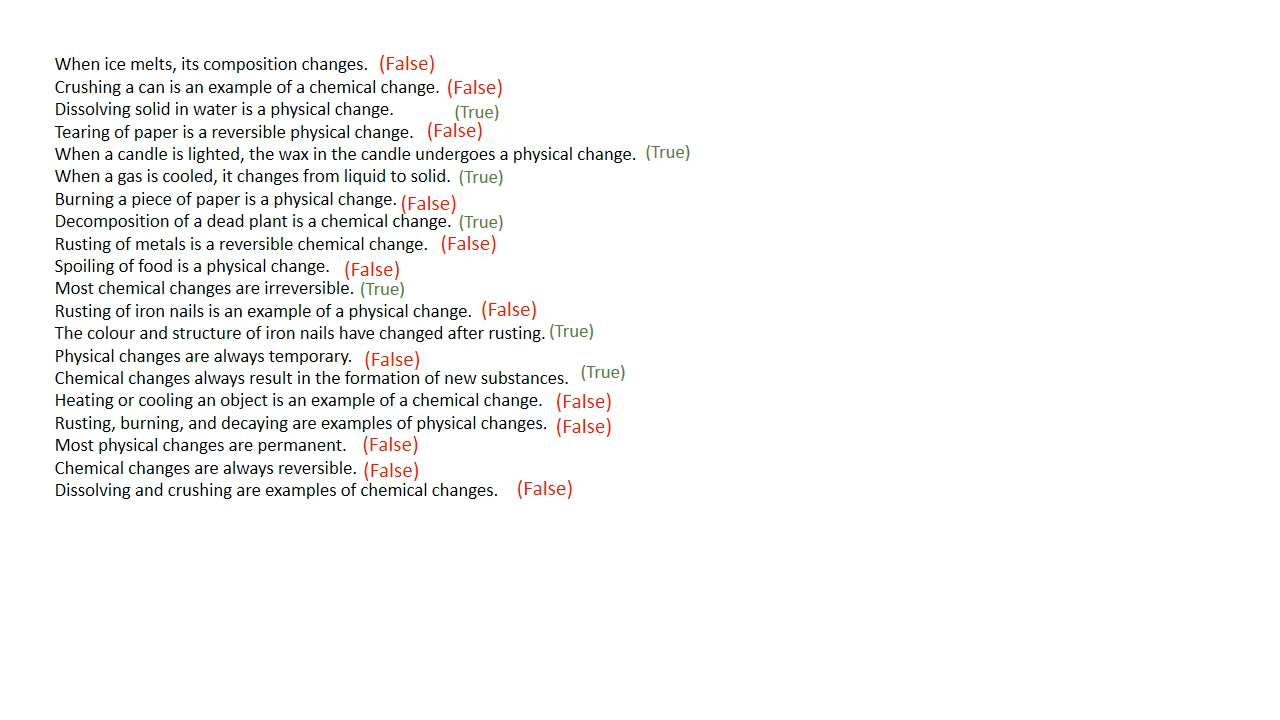 When ice melts, its composition changes. (False)
Crushing a can is an example of a chemical change. (False)
Dissolving solid in water is a physical change. (True)
Tearing of paper is a reversible physical change. (False)
When a candle is lighted, the wax in the candle undergoes a physical change. (True)
When a gas is cooled, it changes from liquid to solid. (True)
Burning a piece of paper is a physical change. (False)
Decomposition of a dead plant is a chemical change. (True)
Rusting of metals is a reversible chemical change. (False)
Spoiling of food is a physical change. (False)
Most chemical changes are irreversible. (True)
Rusting of iron nails is an example of a physical change. (False)
The colour and structure of iron nails have changed after rusting. (True)
Physical changes are always temporary. (False)
Chemical changes always result in the formation of new substances. (True)
Heating or cooling an object is an example of a chemical change. (False)
Rusting, burning, and decaying are examples of physical changes. (False)
Most physical changes are permanent. (False)
Chemical changes are always reversible. (False)
Dissolving and crushing are examples of chemical changes. (False)